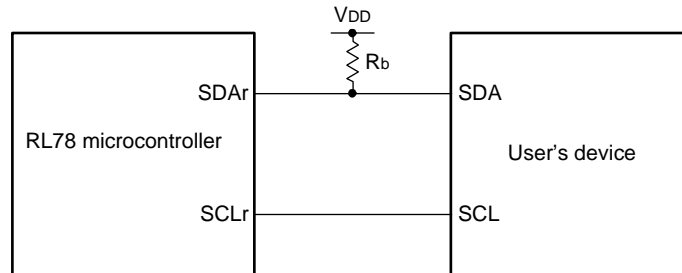 VDD
Rb
SDAr
SDA
RL78 microcontroller
User's device
SCLr
SCL